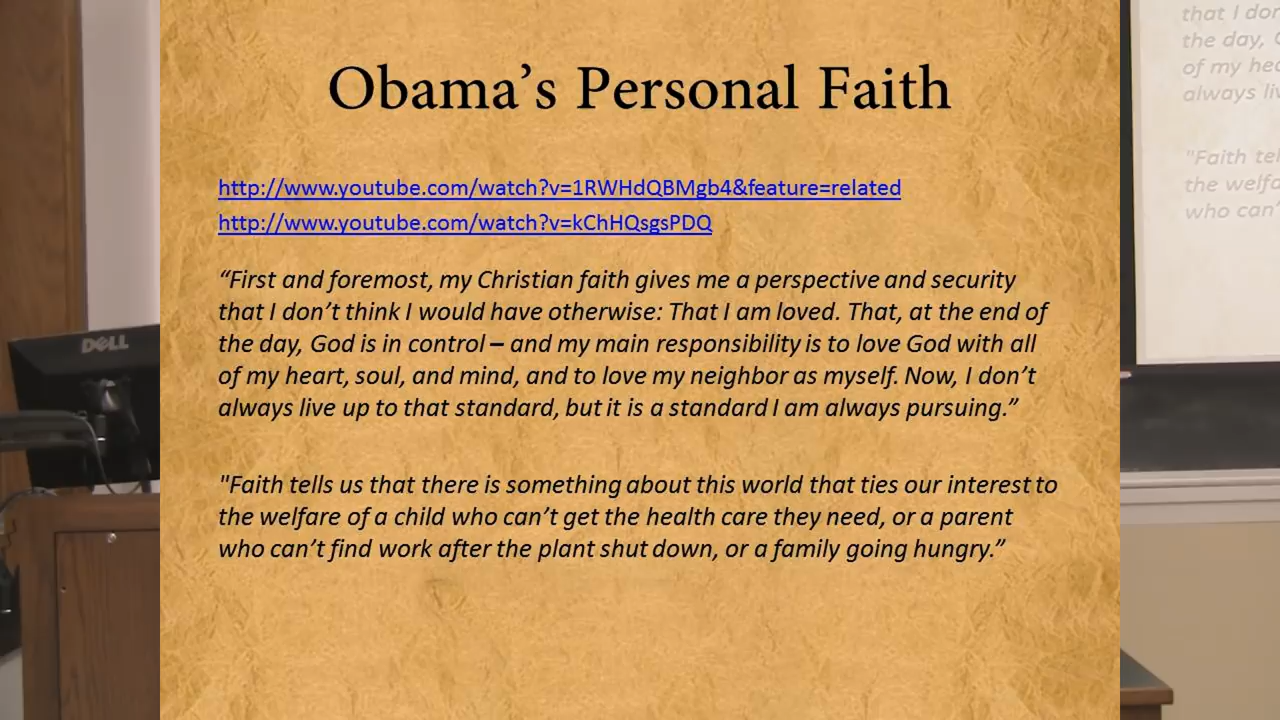 Obama's Personal Faith
http://www.youtube.com/watch?v=1RWHdQBMgb4&feature=related
http://www.youtube.com/watch?v=kChHQsgsPDQ
“First and foremost, my Christian faith gives me a perspective and security
that I don’t think I would have otherwise: That I am loved. That, at the end of
the day, God is in control – and my main responsibility is to love God with all
of my heart, soul, and mind, and to love my neighbor as myself. Now, I don’t
always live up to that standard, but it is a standard I am always pursuing.”
"Faith tells us that there is something about this world that ties our interest to
the welfare of a child who can’t get the health care they need, or a parent
who can’t find work after the plant shut down, or a family going hungry.”
DELL
that I
the day,
of my
always
"Faith
the
who